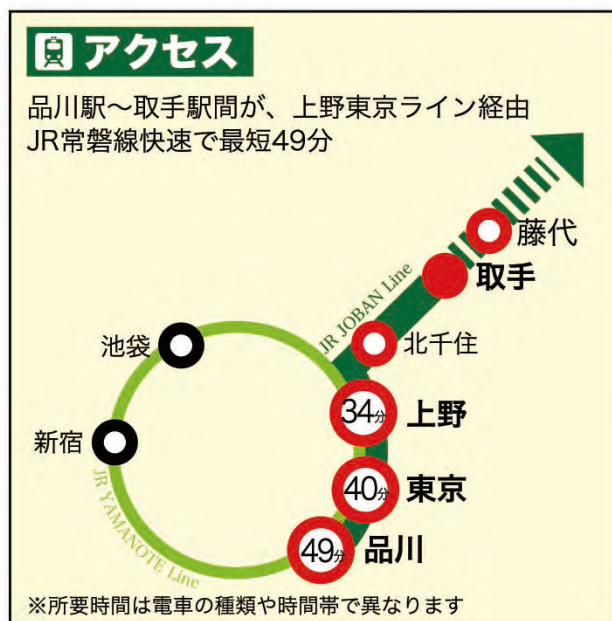 アクセス
品川駅～取手駅間が、上野東京ライン経由
JR常磐線快速で最短49分
藤代
取手
JR JOBAN Line
北千住
池袋
34分 上野
新宿
40分 東京
49分 品川
JR YAMANOTE Line
※所要時間は電車の種類や時間帯で異なります